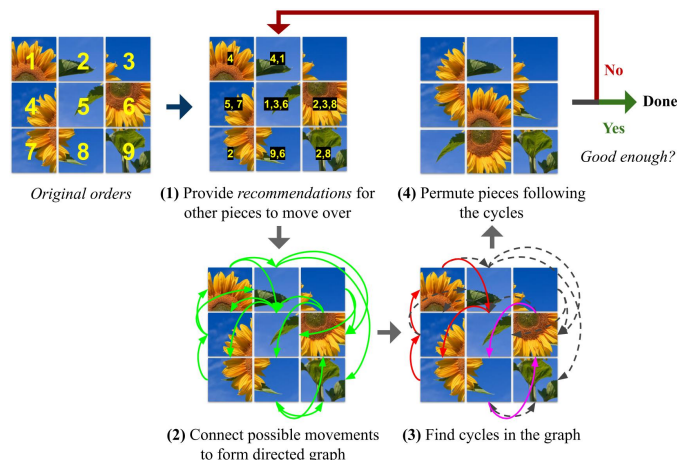 1 2 3
4 5 6
7 8 9
Original orders
4 4,1
5, 7 1,3,6 2,3,8
2 9,6 2,8
(1) Provide recommendations for
other pieces to move over
No
Done
Yes
Good enough?
(4) Permute pieces following
the cycles
(2) Connect possible movements
to form directed graph
(3) Find cycles in the graph